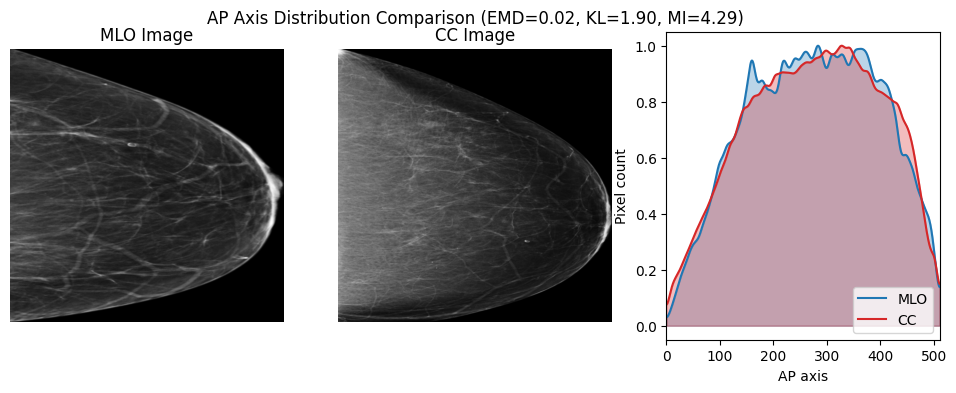 AP Axis Distribution Comparison (EMD=0.02, KL=1.90, MI=4.29)
MLO Image
CC Image
1.0
0.8
0.6
0.4
0.2
0.0
Pixel count
MLO
CC
0 100 200 300 400 500
AP axis